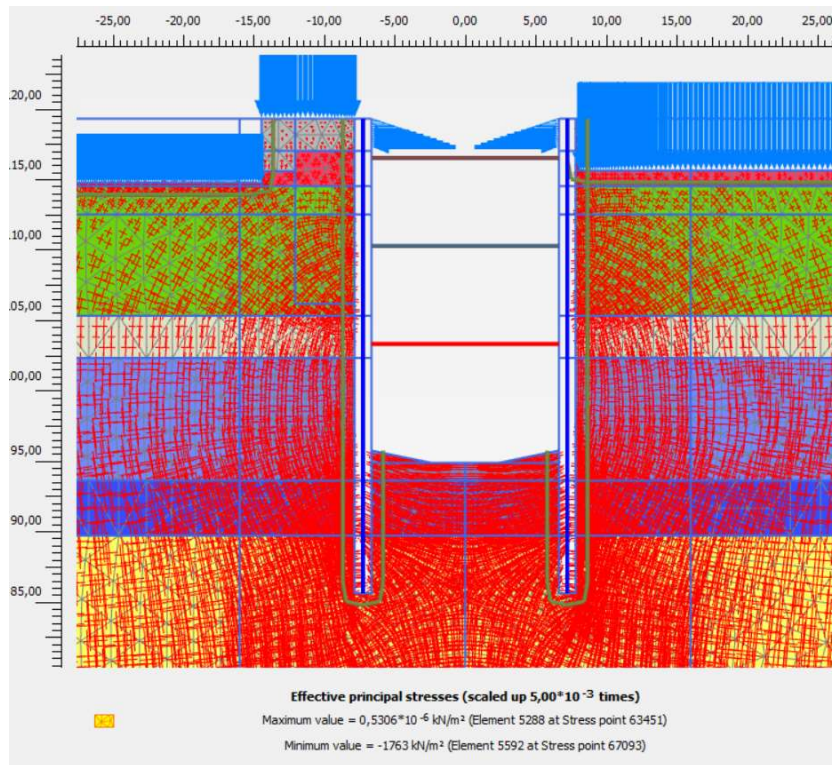 -25,00 -20,00 -15,00 -10,00 -5,00 0,00 5,00 10,00 15,00 20,00 25,00
20,00
15,00
10,00
05,00
00,00
95,00
90,00
85,00
Effective principal stresses (scaled up 5,00*10 -3 times)
Maximum value = 0,5306*10 -6 kN/m² (Element 5288 at Stress point 63451)
Minimum value = -1763 kN/m² (Element 5592 at Stress point 67093)